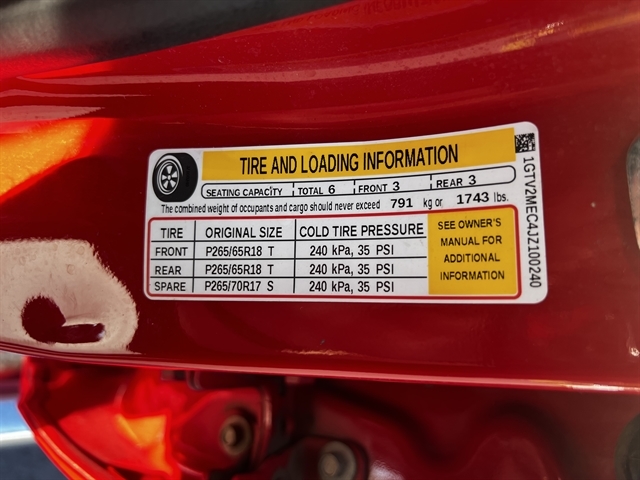 TIRE AND LOADING INFORMATION
SEATING CAPACITY TOTAL 6 FRONT 3 REAR 3
The combined weight of occupants and cargo should never exceed 791 kg or 1743 lbs.
TIRE ORIGINAL SIZE COLD TIRE PRESSURE
FRONT P265/65R18 T 240 kPa, 35 PSI
REAR P265/65R18 T 240 kPa, 35 PSI
SPARE P265/70R17 S 240 kPa, 35 PSI
SEE OWNER'S
MANUAL FOR
ADDITIONAL
INFORMATION
1GTV2MEC4JZ100240